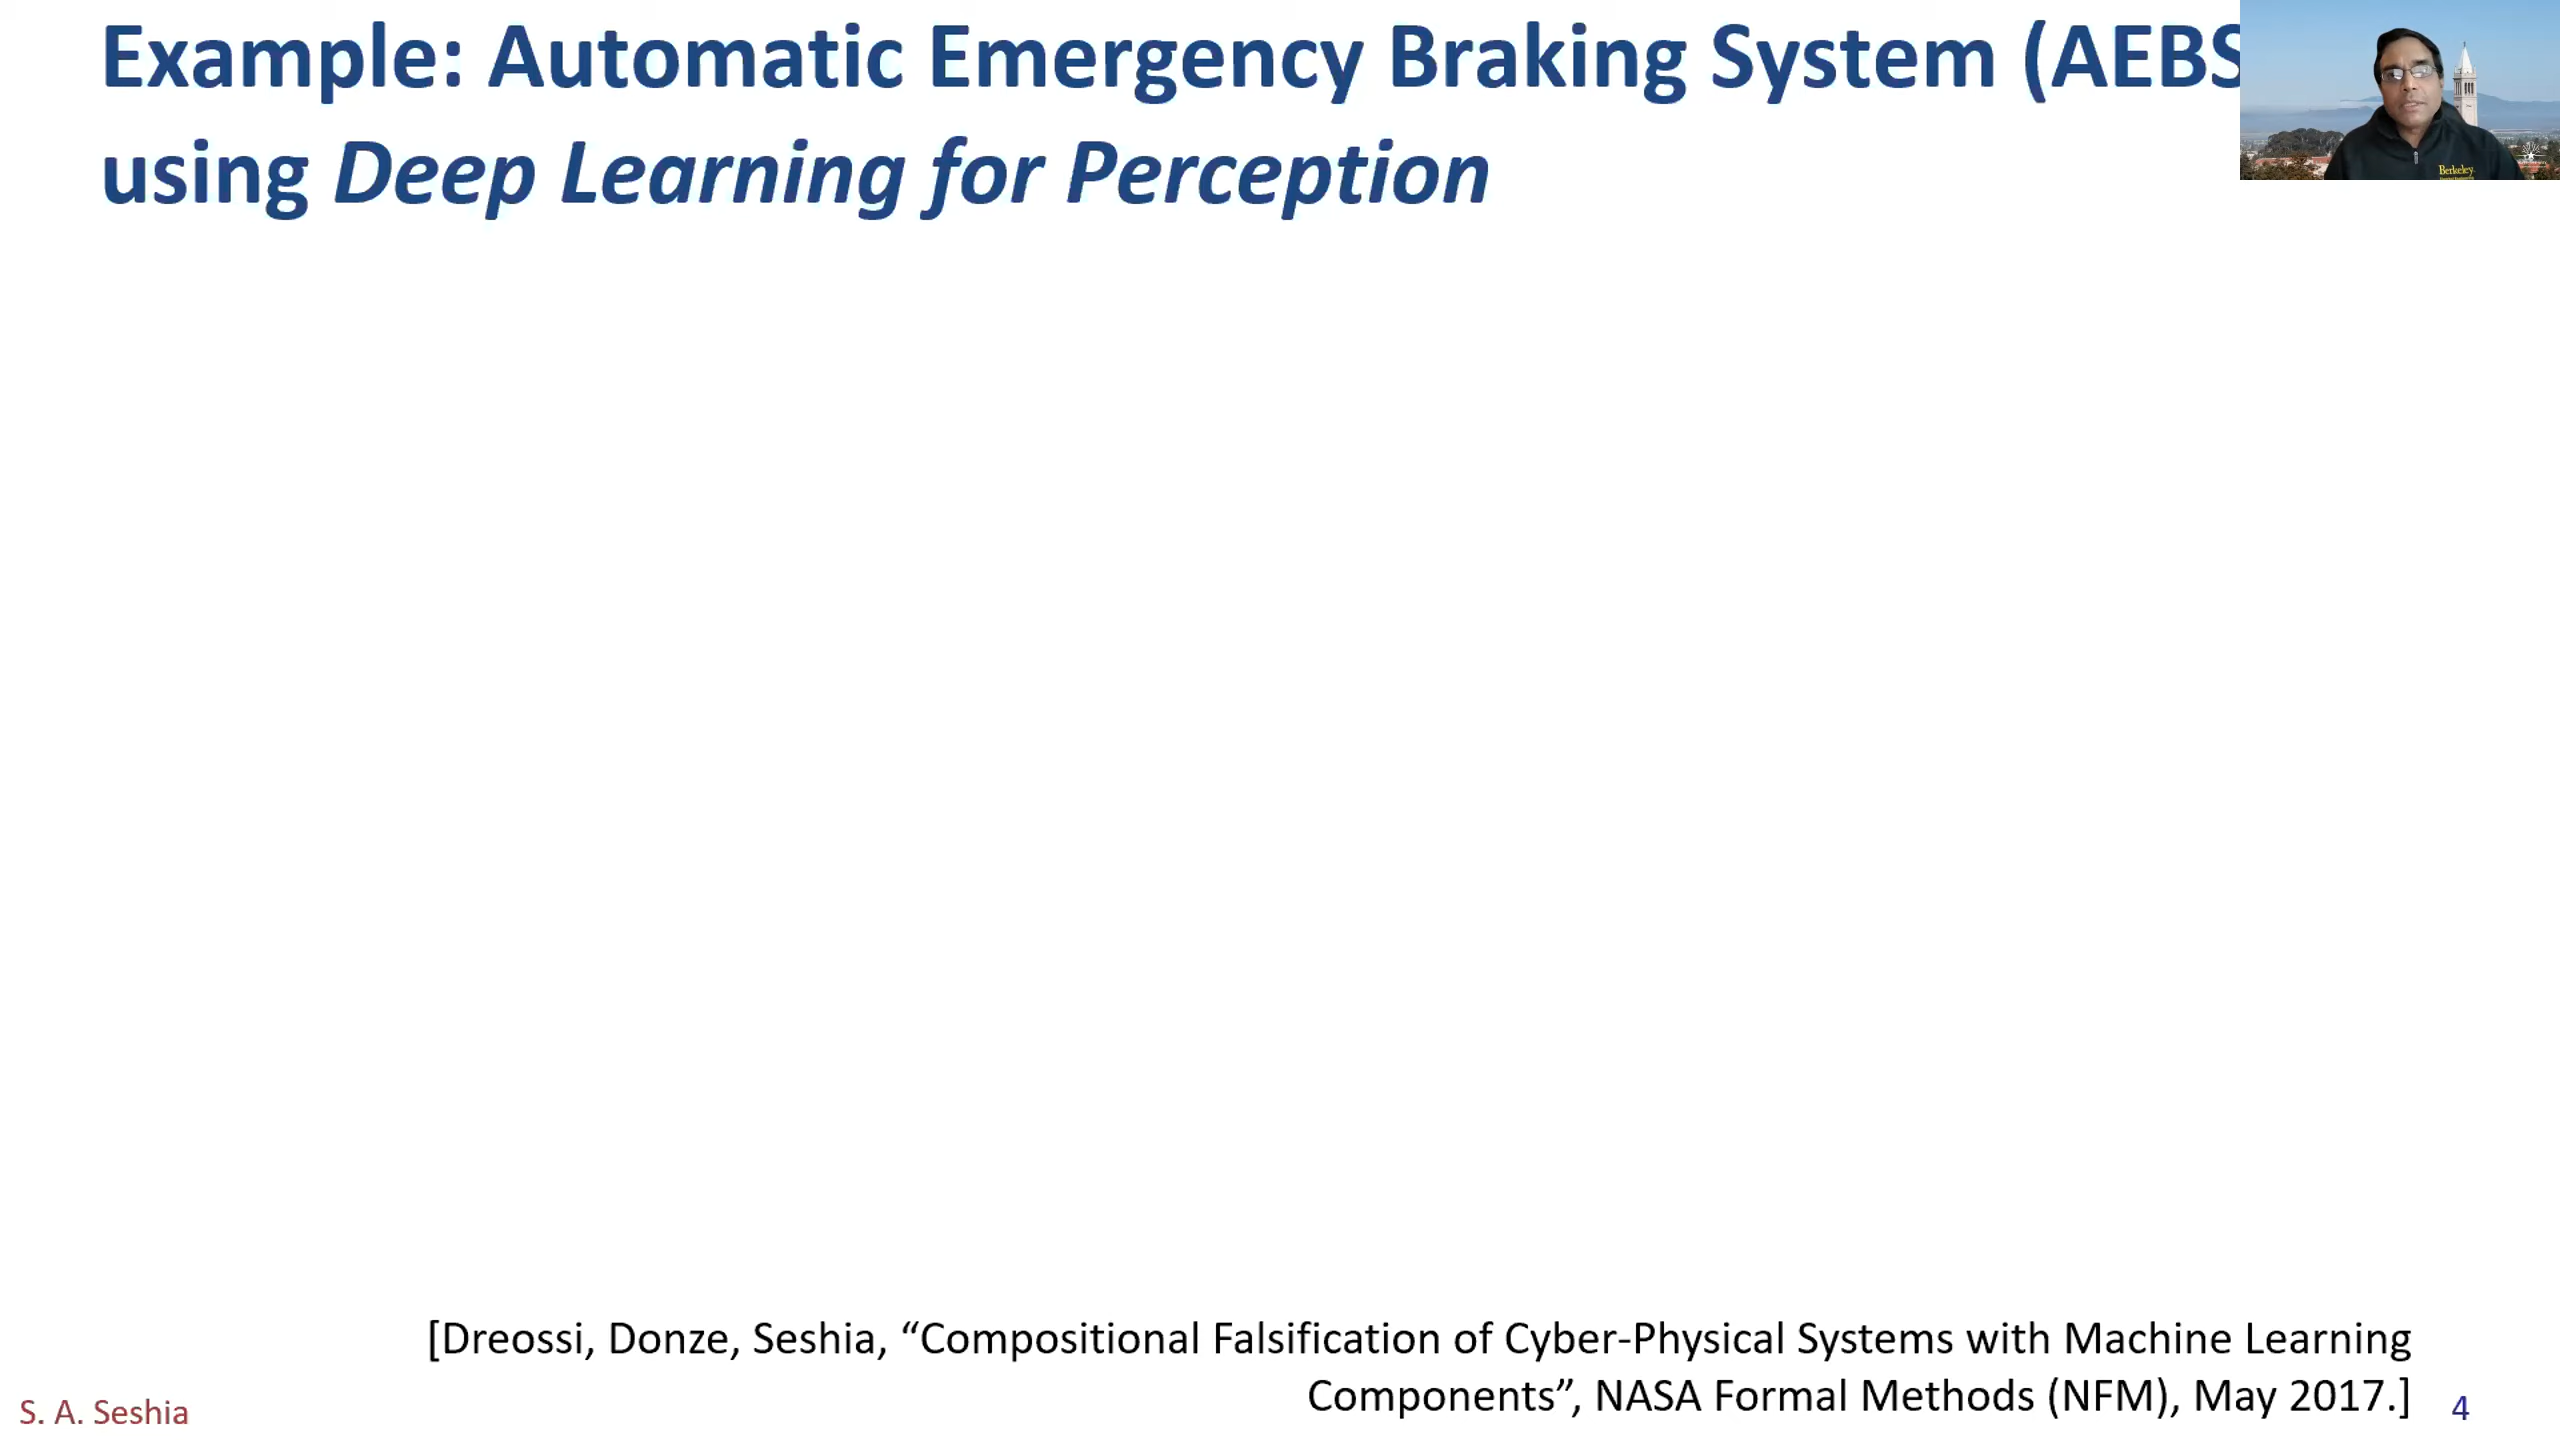 Example: Automatic Emergency Braking System (AEBS
using Deep Learning for Perception
Berkeley
[Dreossi, Donze, Seshia, “Compositional Falsification of Cyber-Physical Systems with Machine Learning
Components”, NASA Formal Methods (NFM), May 2017.]
S. A. Seshia
4